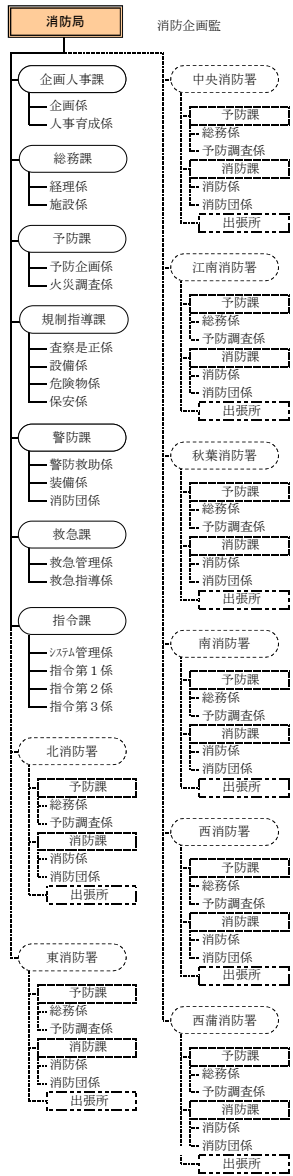 消防局
消防企画監
企画人事課
企画係
人事育成係
総務課
経理係
施設係
予防課
予防企画係
火災調査係
規制指導課
査察是正係
設備係
危険物係
保安係
警防課
警防救助係
装備係
消防団係
救急課
救急管理係
救急指導係
指令課
ｼｽﾃﾑ管理係
指令第１係
指令第２係
指令第３係
北消防署
予防課
総務係
予防調査係
消防課
消防係
消防団係
出張所
東消防署
予防課
総務係
予防調査係
消防課
消防係
消防団係
出張所
中央消防署
予防課
総務係
予防調査係
消防課
消防係
消防団係
出張所
江南消防署
予防課
総務係
予防調査係
消防課
消防係
消防団係
出張所
秋葉消防署
予防課
総務係
予防調査係
消防課
消防係
消防団係
出張所
南消防署
予防課
総務係
予防調査係
消防課
消防係
消防団係
出張所
西消防署
予防課
総務係
予防調査係
消防課
消防係
消防団係
出張所
西蒲消防署
予防課
総務係
予防調査係
消防課
消防係
消防団係
出張所